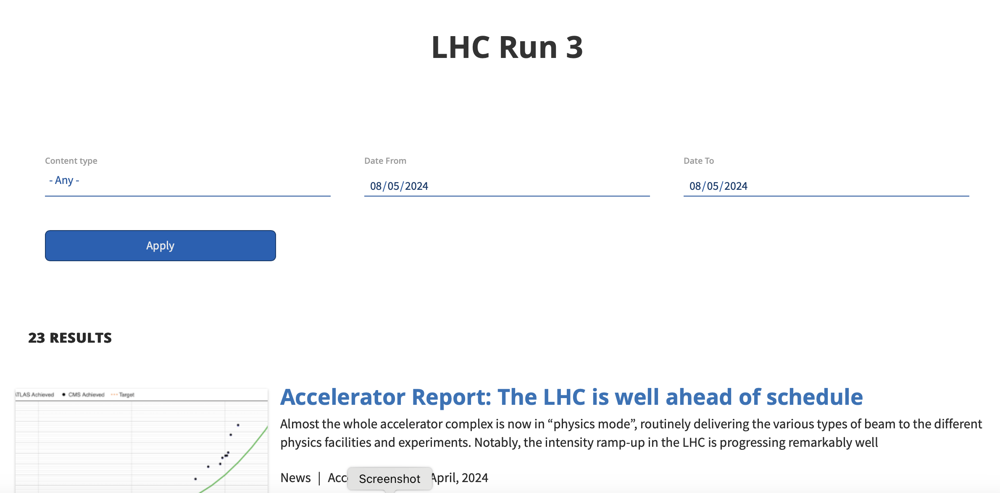 LHC Run 3
Content type
- Any -
Date From
08/05/2024
Date To
08/05/2024
Apply
23 RESULTS
TLAS Achieved CMS Achieved Target
Accelerator Report: The LHC is well ahead of schedule
Almost the whole accelerator complex is now in “physics mode”, routinely delivering the various types of beam to the different
physics facilities and experiments. Notably, the intensity ramp-up in the LHC is progressing remarkably well
News | Acc April, 2024
Screenshot